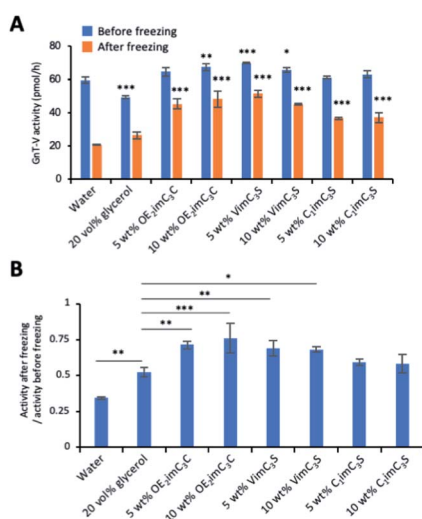 A
Before freezing
After freezing
GnT-V activity (pmol/h)
80
60
40
20
0
***
***
**
***
***
***
*
***
***
***
Water
20 vol% glycerol
5 wt% OE₂imC₃C
10 wt% OE₂imC₃C
5 wt% VimC₃S
10 wt% VimC₃S
5 wt% C₁imC₃S
10 wt% C₁imC₃S
B
Activity after freezing
/ activity before freezing
1
0.75
0.5
0.25
0
*
**
***
**
**
Water
20 vol% glycerol
5 wt% OE₂imC₃C
10 wt% OE₂imC₃C
5 wt% VimC₃S
10 wt% VimC₃S
5 wt% C₁imC₃S
10 wt% C₁imC₃S